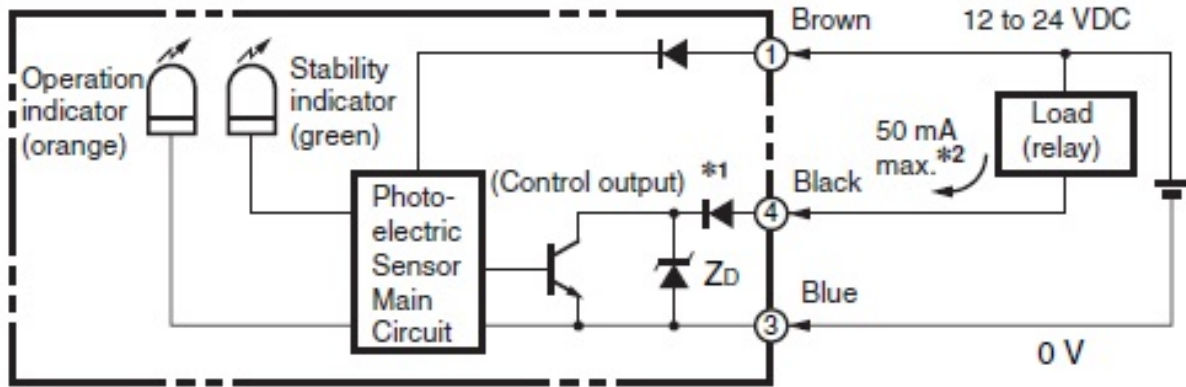 Brown
12 to 24 VDC
1
Operation
indicator
(orange)
Stability
indicator
(green)
Load
(relay)
50 mA
max.*2
(Control output)
*1
Black
4
Photo-
electric
Sensor
Main
Circuit
ZD
Blue
3
0 V